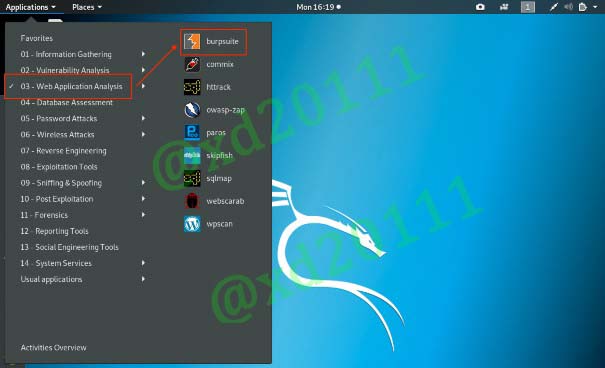 Applications Places Mon 16:19 1
Favorites
01 - Information Gathering
02 - Vulnerability Analysis
03 - Web Application Analysis
04 - Database Assessment
05 - Password Attacks
06 - Wireless Attacks
07 - Reverse Engineering
08 - Exploitation Tools
09 - Sniffing & Spoofing
10 - Post Exploitation
11 - Forensics
12 - Reporting Tools
13 - Social Engineering Tools
14 - System Services
Usual applications
Activities Overview
burpsuite
commix
httrack
owasp-zap
paros
skipfish
sqlmap
webscarab
wpscan
@xd20111
@xd20111